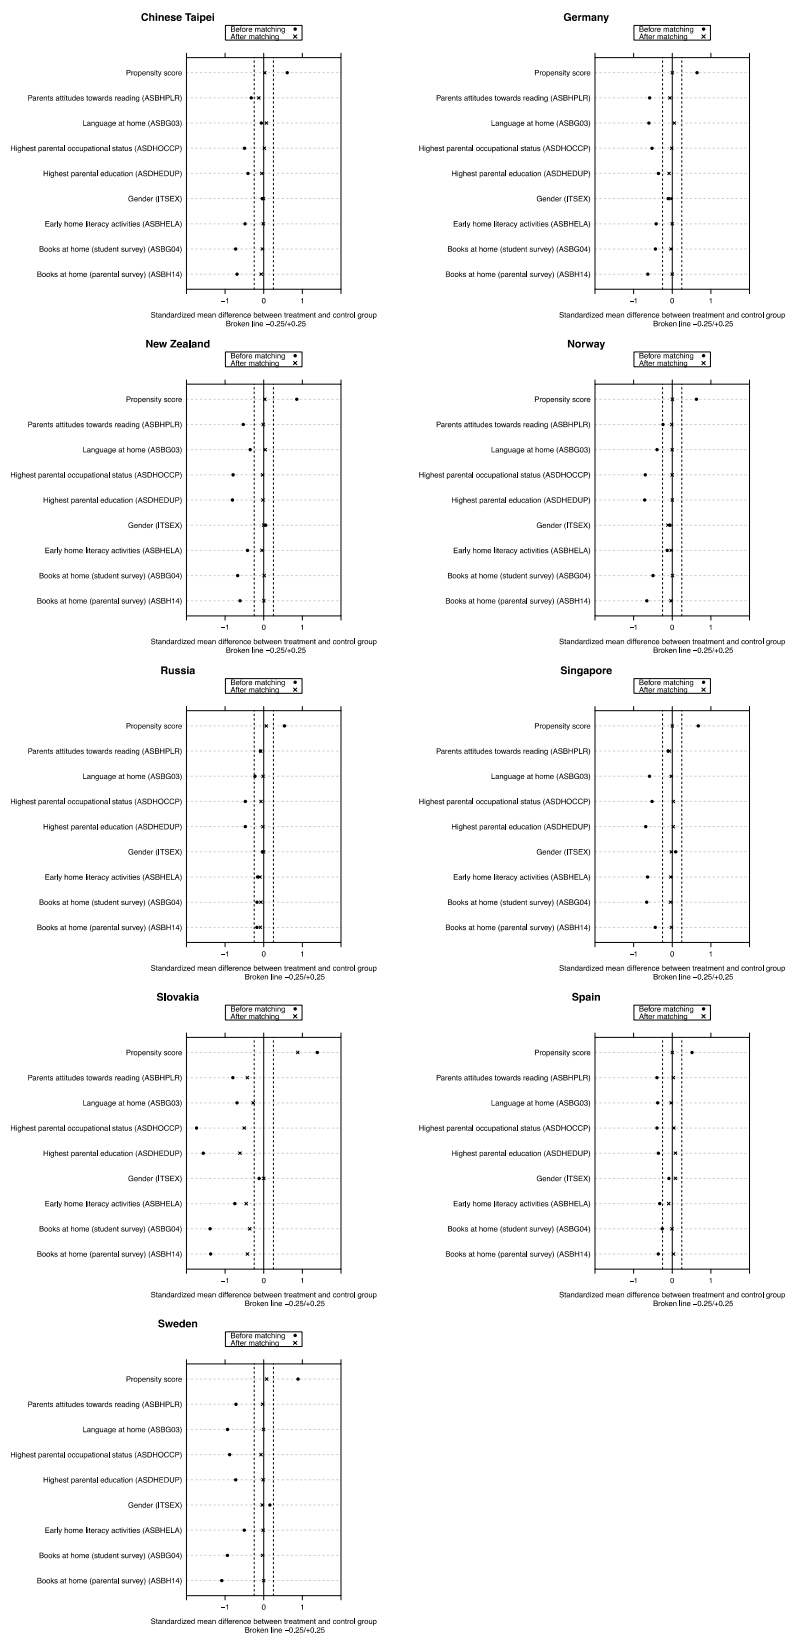 Chinese Taipei
Before matching
After matching
Propensity score
Parents attitudes towards reading (ASBHPLR)
Language at home (ASBG03)
Highest parental occupational status (ASDHOCCP)
Highest parental education (ASDHEDUP)
Gender (ITSEX)
Early home literacy activities (ASBHELA)
Books at home (student survey) (ASBG04)
Books at home (parental survey) (ASBH14)
−1 0 1
Standardized mean difference between treatment and control group
Broken line −0.25/+0.25
Germany
Before matching
After matching
Propensity score
Parents attitudes towards reading (ASBHPLR)
Language at home (ASBG03)
Highest parental occupational status (ASDHOCCP)
Highest parental education (ASDHEDUP)
Gender (ITSEX)
Early home literacy activities (ASBHELA)
Books at home (student survey) (ASBG04)
Books at home (parental survey) (ASBH14)
−1 0 1
Standardized mean difference between treatment and control group
Broken line −0.25/+0.25
New Zealand
Before matching
After matching
Propensity score
Parents attitudes towards reading (ASBHPLR)
Language at home (ASBG03)
Highest parental occupational status (ASDHOCCP)
Highest parental education (ASDHEDUP)
Gender (ITSEX)
Early home literacy activities (ASBHELA)
Books at home (student survey) (ASBG04)
Books at home (parental survey) (ASBH14)
−1 0 1
Standardized mean difference between treatment and control group
Broken line −0.25/+0.25
Norway
Before matching
After matching
Propensity score
Parents attitudes towards reading (ASBHPLR)
Language at home (ASBG03)
Highest parental occupational status (ASDHOCCP)
Highest parental education (ASDHEDUP)
Gender (ITSEX)
Early home literacy activities (ASBHELA)
Books at home (student survey) (ASBG04)
Books at home (parental survey) (ASBH14)
−1 0 1
Standardized mean difference between treatment and control group
Broken line −0.25/+0.25
Russia
Before matching
After matching
Propensity score
Parents attitudes towards reading (ASBHPLR)
Language at home (ASBG03)
Highest parental occupational status (ASDHOCCP)
Highest parental education (ASDHEDUP)
Gender (ITSEX)
Early home literacy activities (ASBHELA)
Books at home (student survey) (ASBG04)
Books at home (parental survey) (ASBH14)
−1 0 1
Standardized mean difference between treatment and control group
Broken line −0.25/+0.25
Singapore
Before matching
After matching
Propensity score
Parents attitudes towards reading (ASBHPLR)
Language at home (ASBG03)
Highest parental occupational status (ASDHOCCP)
Highest parental education (ASDHEDUP)
Gender (ITSEX)
Early home literacy activities (ASBHELA)
Books at home (student survey) (ASBG04)
Books at home (parental survey) (ASBH14)
−1 0 1
Standardized mean difference between treatment and control group
Broken line −0.25/+0.25
Slovakia
Before matching
After matching
Propensity score
Parents attitudes towards reading (ASBHPLR)
Language at home (ASBG03)
Highest parental occupational status (ASDHOCCP)
Highest parental education (ASDHEDUP)
Gender (ITSEX)
Early home literacy activities (ASBHELA)
Books at home (student survey) (ASBG04)
Books at home (parental survey) (ASBH14)
−1 0 1
Standardized mean difference between treatment and control group
Broken line −0.25/+0.25
Spain
Before matching
After matching
Propensity score
Parents attitudes towards reading (ASBHPLR)
Language at home (ASBG03)
Highest parental occupational status (ASDHOCCP)
Highest parental education (ASDHEDUP)
Gender (ITSEX)
Early home literacy activities (ASBHELA)
Books at home (student survey) (ASBG04)
Books at home (parental survey) (ASBH14)
−1 0 1
Standardized mean difference between treatment and control group
Broken line −0.25/+0.25
Sweden
Before matching
After matching
Propensity score
Parents attitudes towards reading (ASBHPLR)
Language at home (ASBG03)
Highest parental occupational status (ASDHOCCP)
Highest parental education (ASDHEDUP)
Gender (ITSEX)
Early home literacy activities (ASBHELA)
Books at home (student survey) (ASBG04)
Books at home (parental survey) (ASBH14)
−1 0 1
Standardized mean difference between treatment and control group
Broken line −0.25/+0.25